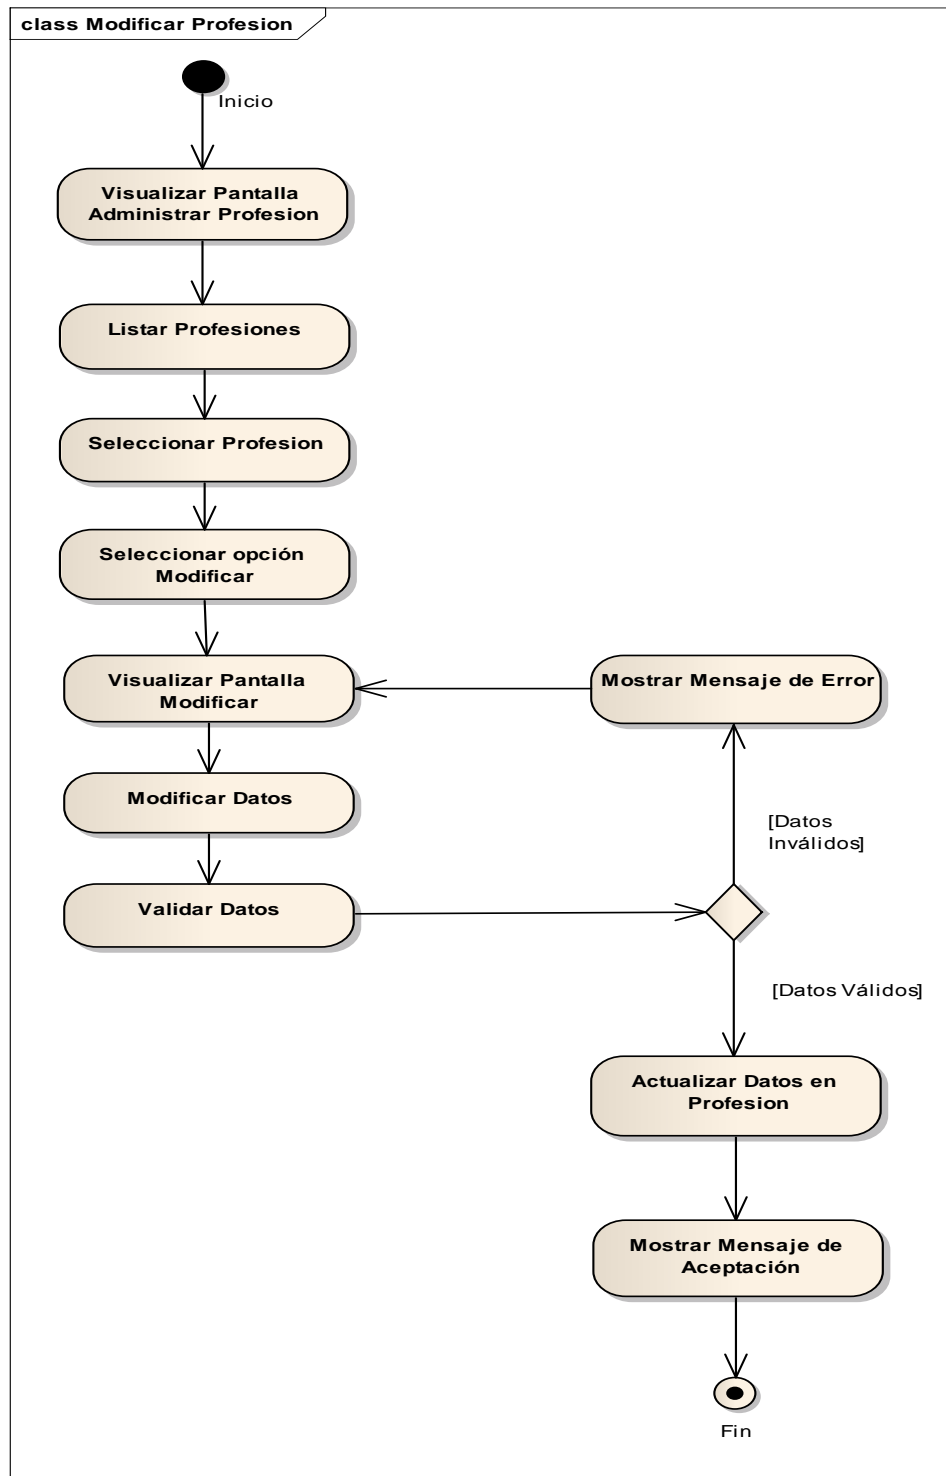 class Modificar Profesion
Inicio
Visualizar Pantalla
Administrar Profesion
Listar Profesiones
Seleccionar Profesion
Seleccionar opción
Modificar
Visualizar Pantalla
Modificar
Mostrar Mensaje de Error
Modificar Datos
[Datos
Inválidos]
Validar Datos
[Datos Válidos]
Actualizar Datos en
Profesion
Mostrar Mensaje de
Aceptación
Fin